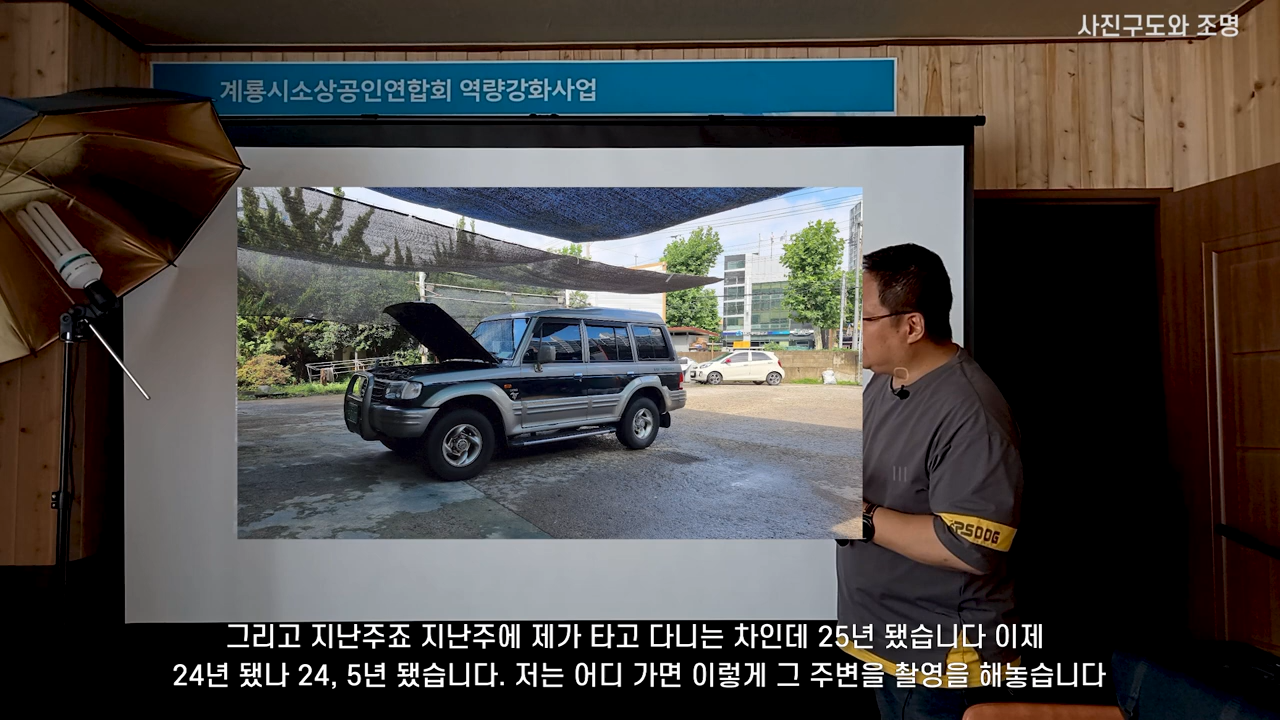 사진구도와 조명
계룡시소상공인연합회 역량강화사업
그리고 지난주죠 지난주에 제가 타고 다니는 차인데 25년 됐습니다 이제
24년 됐나 24, 5년 됐습니다. 저는 어디 가면 이렇게 그 주변을 촬영을 해놓습니다